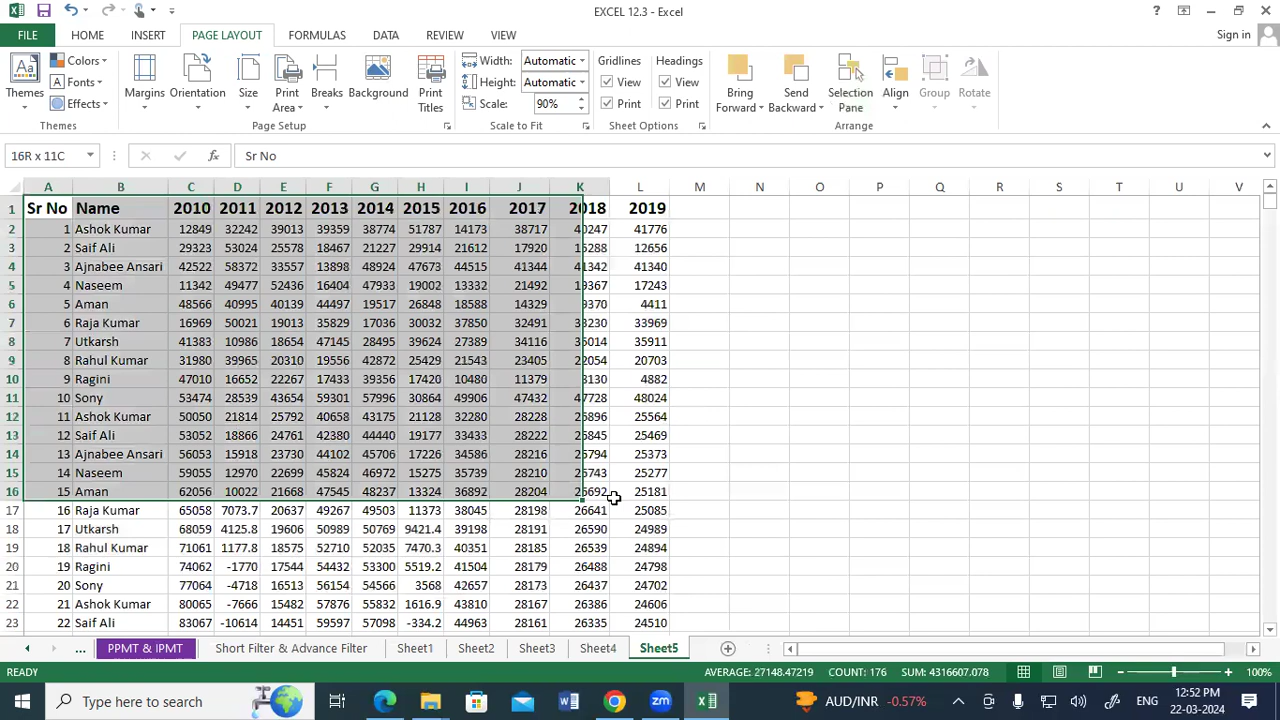 EXCEL 12.3 - Excel
FILE HOME INSERT PAGE LAYOUT FORMULAS DATA REVIEW VIEW Sign in
Themes Colors Fonts Effects Margins Orientation Size Print Area Breaks Background Print Titles Width: Automatic Height: Automatic Scale: 90% Gridlines View Print Headings View Print Bring Forward Send Backward Selection Pane Align Group Rotate
Themes Page Setup Scale to Fit Sheet Options Arrange
16R x 11C fx Sr No
A B C D E F G H I J K L M N O P Q R S T U V
1 Sr No Name 2010 2011 2012 2013 2014 2015 2016 2017 2018 2019
2 1 Ashok Kumar 12849 32242 39013 39359 38774 51787 14173 38717 40247 41776
3 2 Saif Ali 29323 53024 25578 18467 21227 29914 21612 17920 15288 12656
4 3 Ajnabee Ansari 42522 58372 33557 13898 48924 47673 44515 41344 41342 41340
5 4 Naseem 11342 49477 52436 16404 47933 19002 13332 21492 19367 17243
6 5 Aman 48566 40995 40139 44497 19517 26848 18588 14329 9370 4411
7 6 Raja Kumar 16969 50021 19013 35829 17036 30032 37850 32491 33230 33969
8 7 Utkarsh 41383 10986 18654 47145 28495 39624 27389 34116 35014 35911
9 8 Rahul Kumar 31980 39965 20310 19556 42872 25429 21543 23405 22054 20703
10 9 Ragini 47010 16652 22267 17433 39356 17420 10480 11379 8130 4882
11 10 Sony 53474 28539 43654 59301 57996 30864 49906 47432 47728 48024
12 11 Ashok Kumar 50050 21814 25792 40658 43175 21128 32280 28228 26896 25564
13 12 Saif Ali 53052 18866 24761 42380 44440 19177 33433 28222 26845 25469
14 13 Ajnabee Ansari 56053 15918 23730 44102 45706 17226 34586 28216 26794 25373
15 14 Naseem 59055 12970 22699 45824 46972 15275 35739 28210 26743 25277
16 15 Aman 62056 10022 21668 47545 48237 13324 36892 28204 26692 25181
17 16 Raja Kumar 65058 7073.7 20637 49267 49503 11373 38045 28198 26641 25085
18 17 Utkarsh 68059 4125.8 19606 50989 50769 9421.4 39198 28191 26590 24989
19 18 Rahul Kumar 71061 1177.8 18575 52710 52035 7470.3 40351 28185 26539 24894
20 19 Ragini 74062 -1770 17544 54432 53300 5519.2 41504 28179 26488 24798
21 20 Sony 77064 -4718 16513 56154 54566 3568 42657 28173 26437 24702
22 21 Ashok Kumar 80065 -7666 15482 57876 55832 1616.9 43810 28167 26386 24606
23 22 Saif Ali 83067 -10614 14451 59597 57098 -334.2 44963 28161 26335 24510
... PPMT & IPMT Short Filter & Advance Filter Sheet1 Sheet2 Sheet3 Sheet4 Sheet5
READY AVERAGE: 27148.47219 COUNT: 176 SUM: 4316607.078 100%
Type here to search AUD/INR -0.57% ENG 12:52 PM
22-03-2024